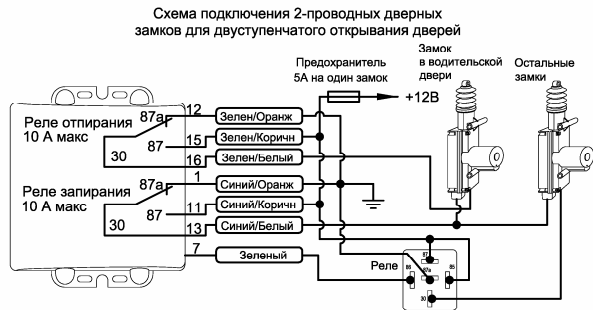 Схема подключения 2-проводных дверных
замков для двуступенчатого открывания дверей
Предохранитель
5А на один замок
+12В
Замок
в водительской
двери
Остальные
замки
Реле отпирания
10 А макс
87а
87
30
12
Зелен/Оранж
15
Зелен/Коричн
16
Зелен/Белый
Реле запирания
10 А макс
87а
87
30
1
Синий/Оранж
11
Синий/Коричн
13
Синий/Белый
7
Зеленый
Реле
87
86
87а
85
30